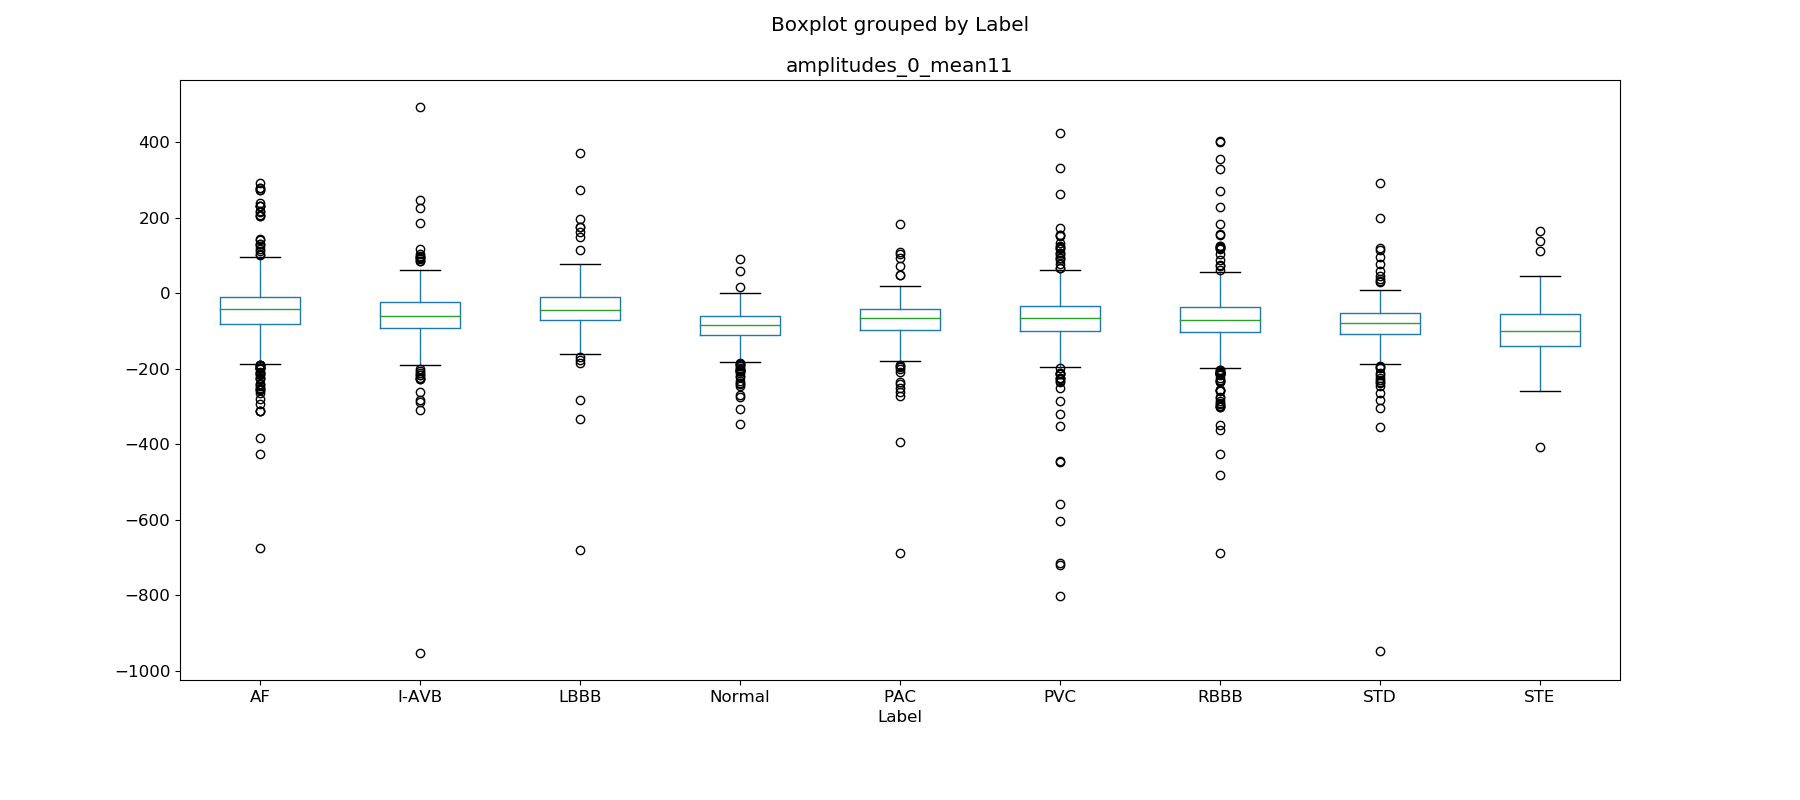 Boxplot grouped by Label
amplitudes_0_mean11
400
200
0
−200
−400
−600
−800
−1000
AF I-AVB LBBB Normal PAC PVC RBBB STD STE
Label